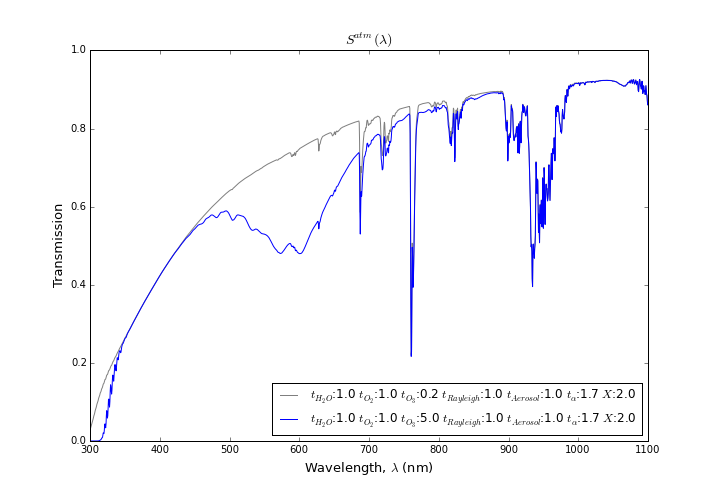 S^{atm}(λ)
1.0
0.8
0.6
0.4
0.2
0.0
Transmission
t_{H_2O}:1.0 t_{O_2}:1.0 t_{O_3}:0.2 t_{Rayleigh}:1.0 t_{Aerosol}:1.0 t_α:1.7 X:2.0
t_{H_2O}:1.0 t_{O_2}:1.0 t_{O_3}:5.0 t_{Rayleigh}:1.0 t_{Aerosol}:1.0 t_α:1.7 X:2.0
300 400 500 600 700 800 900 1000 1100
Wavelength, λ (nm)